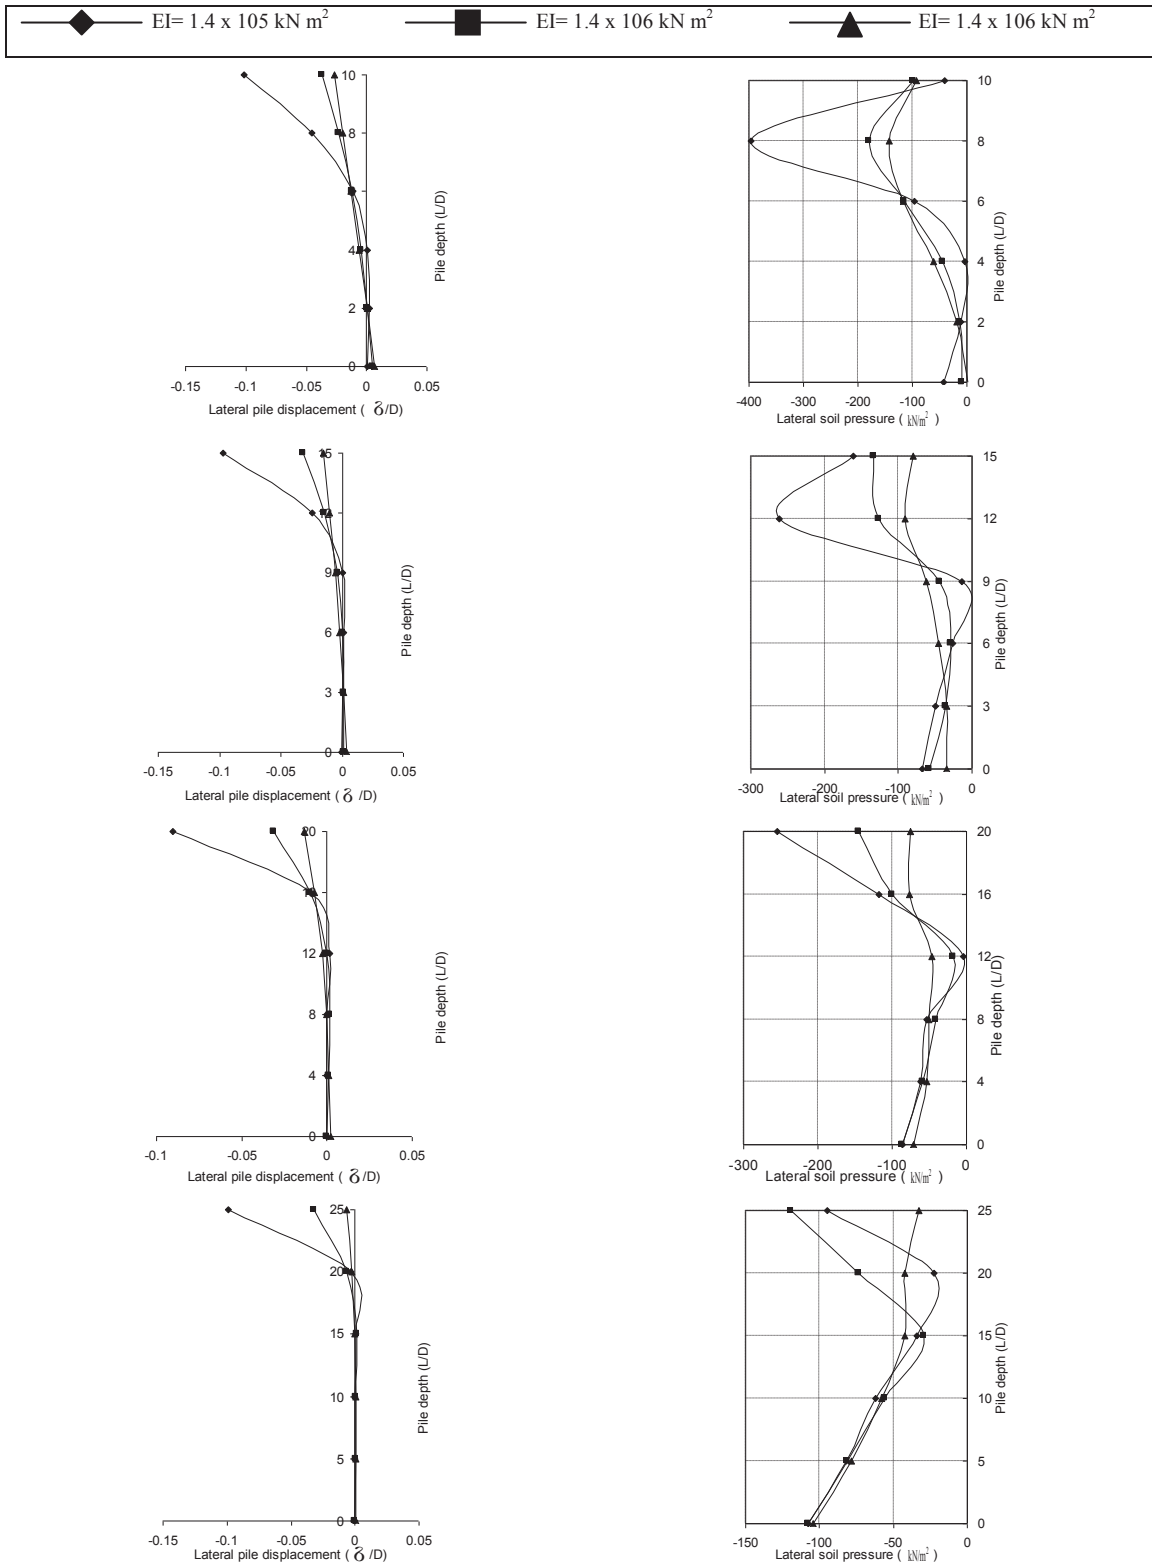 EI= 1.4 x 105 kN m² EI= 1.4 x 106 kN m² EI= 1.4 x 106 kN m²
10
8
6
4
2
0
-0.15 -0.1 -0.05 0 0.05
Pile depth (L/D)
Lateral pile displacement ( δ/D)
10
8
6
4
2
0
-400 -300 -200 -100 0
Pile depth (L/D)
Lateral soil pressure ( kN/m² )
15
12
9
6
3
0
-0.15 -0.1 -0.05 0 0.05
Pile depth (L/D)
Lateral pile displacement ( δ /D)
15
12
9
6
3
0
-300 -200 -100 0
Pile depth (L/D)
Lateral soil pressure ( kN/m² )
20
16
12
8
4
0
-0.1 -0.05 0 0.05
Pile depth (L/D)
Lateral pile displacement ( δ /D)
20
16
12
8
4
0
-300 -200 -100 0
Pile depth (L/D)
Lateral soil pressure ( kN/m² )
25
20
15
10
5
0
-0.15 -0.1 -0.05 0 0.05
Pile depth (L/D)
Lateral pile displacement ( δ /D)
25
20
15
10
5
0
-150 -100 -50 0
Pile depth (L/D)
Lateral soil pressure ( kN/m² )